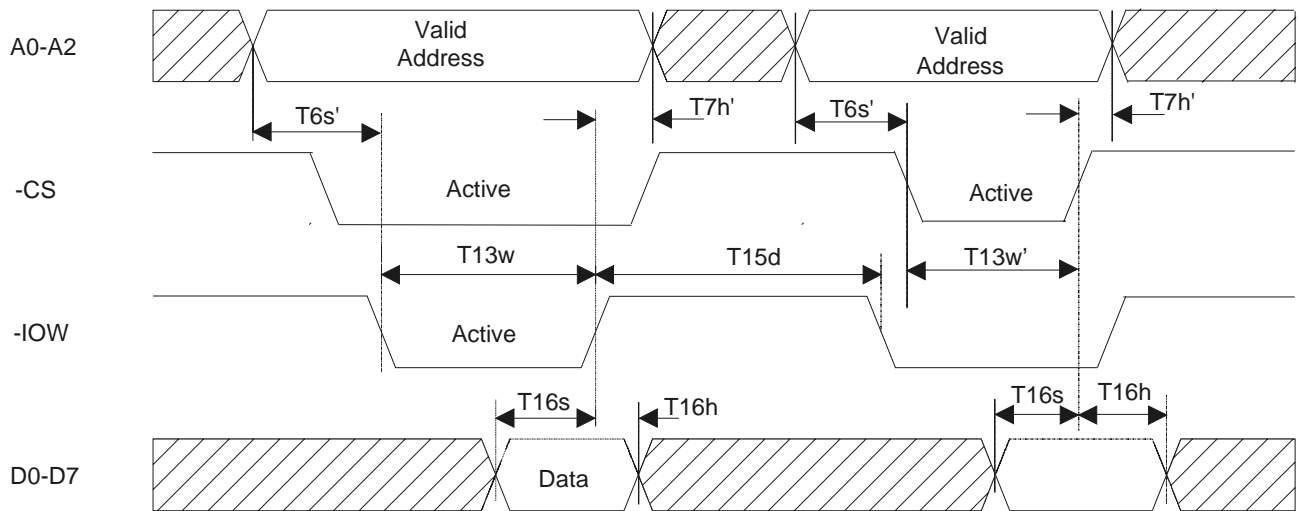 A0-A2
Valid
Address
Valid
Address
T6s'
T7h'
T6s'
T7h'
-CS
Active
Active
T13w
T15d
T13w’
-IOW
Active
T16s
T16h
T16s
T16h
D0-D7
Data